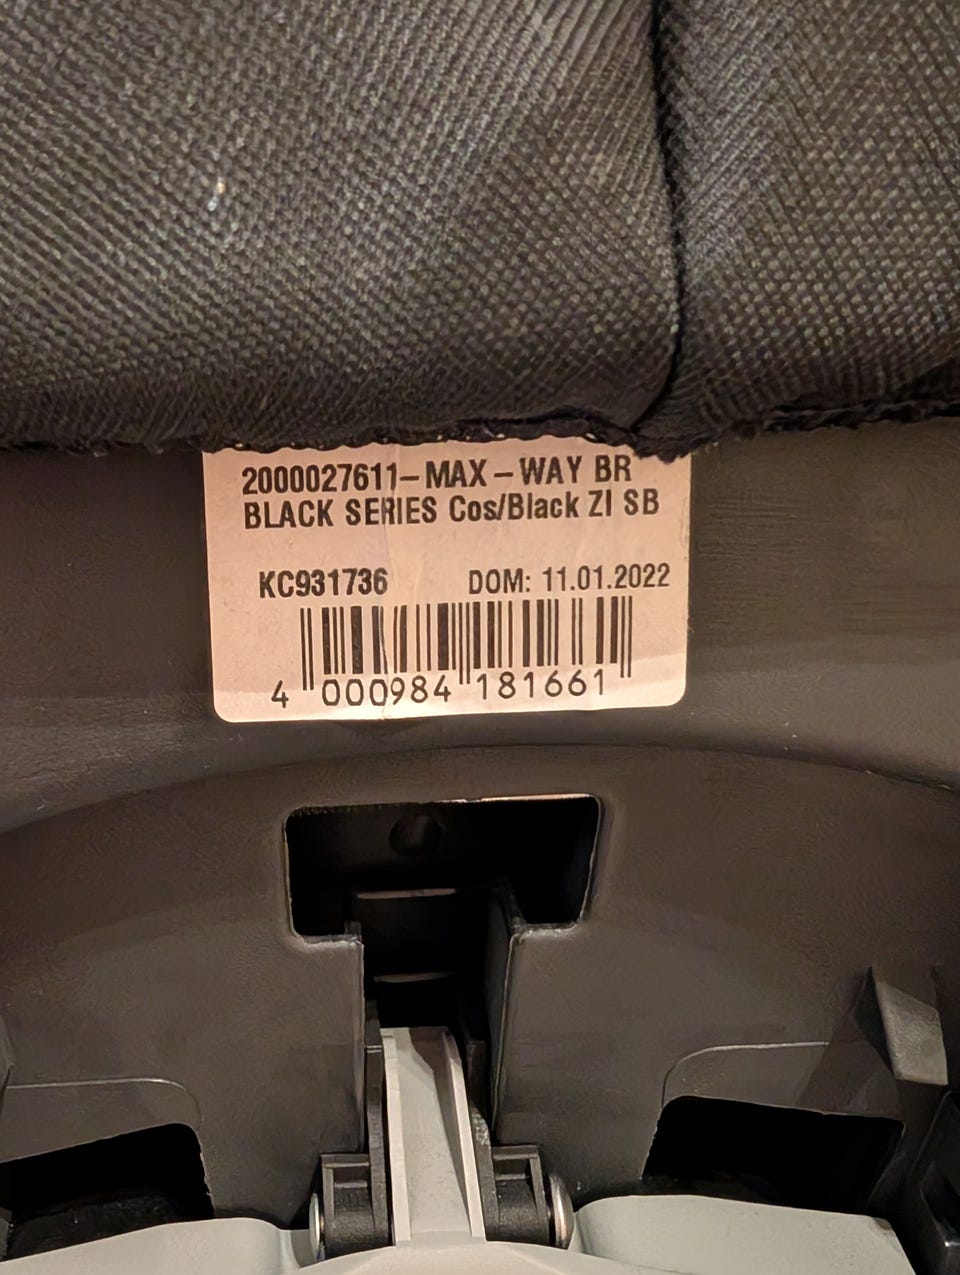 2000027611-MAX-WAY BR
BLACK SERIES Cos/Black ZI SB
KC931736 DOM: 11.01.2022
4 000984 181661